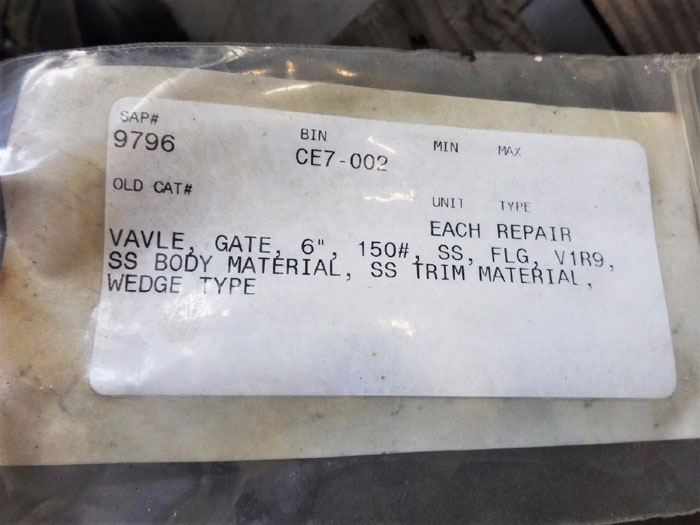 SAP#
9796
BIN
CE7-002
MIN
MAX
OLD CAT#
UNIT
TYPE
EACH REPAIR
VAVLE, GATE, 6", 150#, SS, FLG, V1R9,
SS BODY MATERIAL, SS TRIM MATERIAL,
WEDGE TYPE